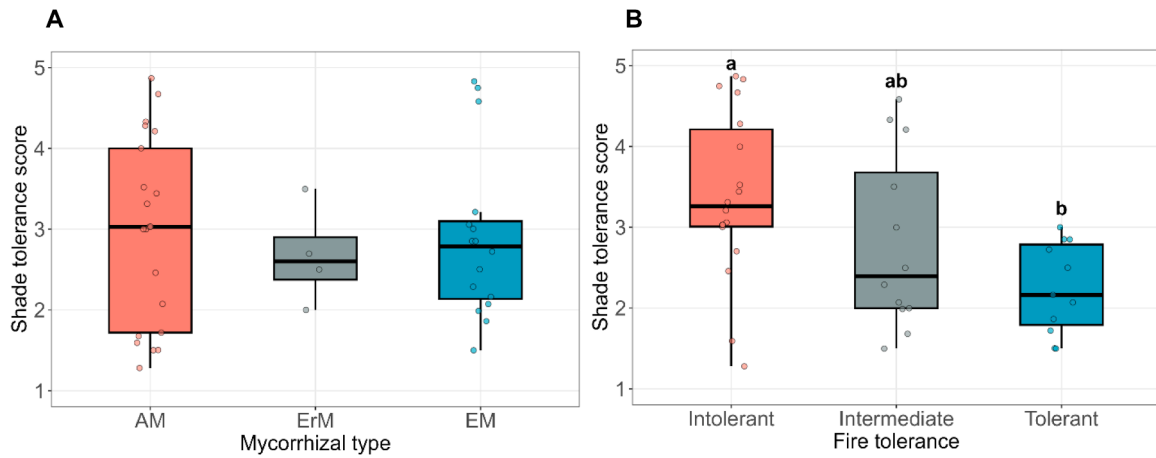 A
Shade tolerance score
5
4
3
2
1
AM ErM EM
Mycorrhizal type
B
Shade tolerance score
5
4
3
2
1
a
ab
b
Intolerant Intermediate Tolerant
Fire tolerance